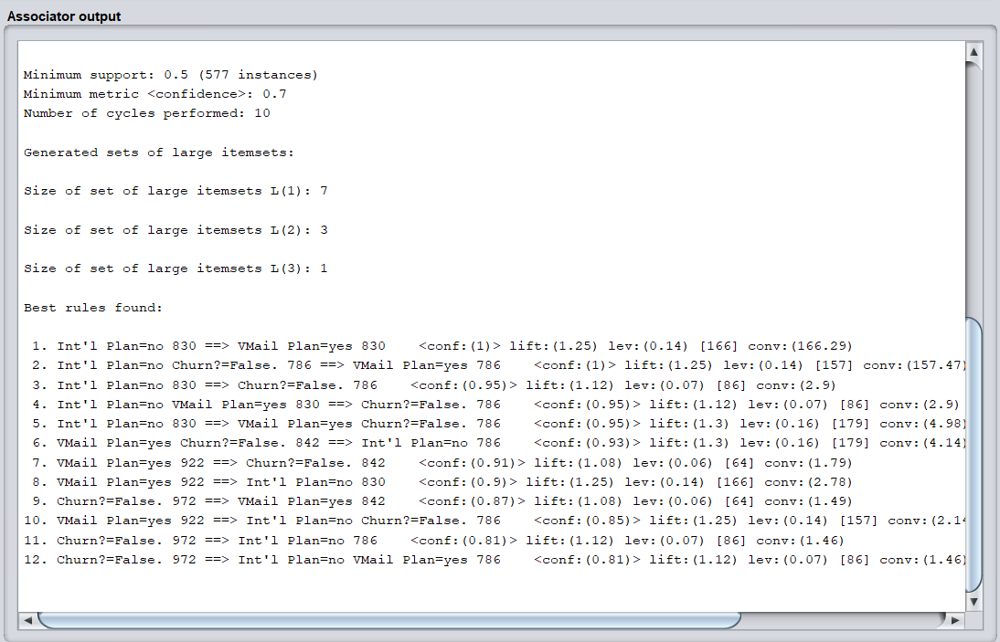 Associator output
Minimum support: 0.5 (577 instances)
Minimum metric <confidence>: 0.7
Number of cycles performed: 10
Generated sets of large itemsets:
Size of set of large itemsets L(1): 7
Size of set of large itemsets L(2): 3
Size of set of large itemsets L(3): 1
Best rules found:
1. Int'l Plan=no 830 ==> VMail Plan=yes 830    <conf:(1)> lift:(1.25) lev:(0.14) [166] conv:(166.29)
2. Int'l Plan=no Churn?=False. 786 ==> VMail Plan=yes 786    <conf:(1)> lift:(1.25) lev:(0.14) [157] conv:(157.47)
3. Int'l Plan=no 830 ==> Churn?=False. 786    <conf:(0.95)> lift:(1.12) lev:(0.07) [86] conv:(2.9)
4. Int'l Plan=no VMail Plan=yes 830 ==> Churn?=False. 786    <conf:(0.95)> lift:(1.12) lev:(0.07) [86] conv:(2.9)
5. Int'l Plan=no 830 ==> VMail Plan=yes Churn?=False. 786    <conf:(0.95)> lift:(1.3) lev:(0.16) [179] conv:(4.98)
6. VMail Plan=yes Churn?=False. 842 ==> Int'l Plan=no 786    <conf:(0.93)> lift:(1.3) lev:(0.16) [179] conv:(4.14)
7. VMail Plan=yes 922 ==> Churn?=False. 842    <conf:(0.91)> lift:(1.08) lev:(0.06) [64] conv:(1.79)
8. VMail Plan=yes 922 ==> Int'l Plan=no 830    <conf:(0.9)> lift:(1.25) lev:(0.14) [166] conv:(2.78)
9. Churn?=False. 972 ==> VMail Plan=yes 842    <conf:(0.87)> lift:(1.08) lev:(0.06) [64] conv:(1.49)
10. VMail Plan=yes 922 ==> Int'l Plan=no Churn?=False. 786    <conf:(0.85)> lift:(1.25) lev:(0.14) [157] conv:(2.14
11. Churn?=False. 972 ==> Int'l Plan=no 786    <conf:(0.81)> lift:(1.12) lev:(0.07) [86] conv:(1.46)
12. Churn?=False. 972 ==> Int'l Plan=no VMail Plan=yes 786    <conf:(0.81)> lift:(1.12) lev:(0.07) [86] conv:(1.46)